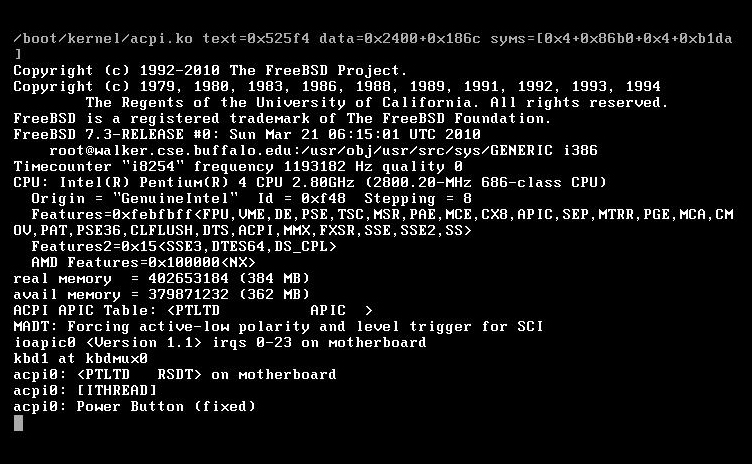 /boot/kernel/acpi.ko text=0x525f4 data=0x2400+0x186c syms=[0x4+0x86b0+0x4+0xb1da
]
Copyright (c) 1992-2010 The FreeBSD Project.
Copyright (c) 1979, 1980, 1983, 1986, 1988, 1989, 1991, 1992, 1993, 1994
        The Regents of the University of California. All rights reserved.
FreeBSD is a registered trademark of The FreeBSD Foundation.
FreeBSD 7.3-RELEASE #0: Sun Mar 21 06:15:01 UTC 2010
    root@walker.cse.buffalo.edu:/usr/obj/usr/src/sys/GENERIC i386
Timecounter "i8254" frequency 1193182 Hz quality 0
CPU: Intel(R) Pentium(R) 4 CPU 2.80GHz (2800.20-MHz 686-class CPU)
  Origin = "GenuineIntel"  Id = 0xf48  Stepping = 8
  Features=0xfebfbff<FPU,VME,DE,PSE,TSC,MSR,PAE,MCE,CX8,APIC,SEP,MTRR,PGE,MCA,CM
OV,PAT,PSE36,CLFLUSH,DTS,ACPI,MMX,FXSR,SSE,SSE2,SS>
  Features2=0x15<SSE3,DTES64,DS_CPL>
  AMD Features=0x100000<NX>
real memory  = 402653184 (384 MB)
avail memory = 379871232 (362 MB)
ACPI APIC Table: <PTLTD          APIC  >
MADT: Forcing active-low polarity and level trigger for SCI
ioapic0 <Version 1.1> irqs 0-23 on motherboard
kbd1 at kbdmux0
acpi0: <PTLTD   RSDT> on motherboard
acpi0: [ITHREAD]
acpi0: Power Button (fixed)